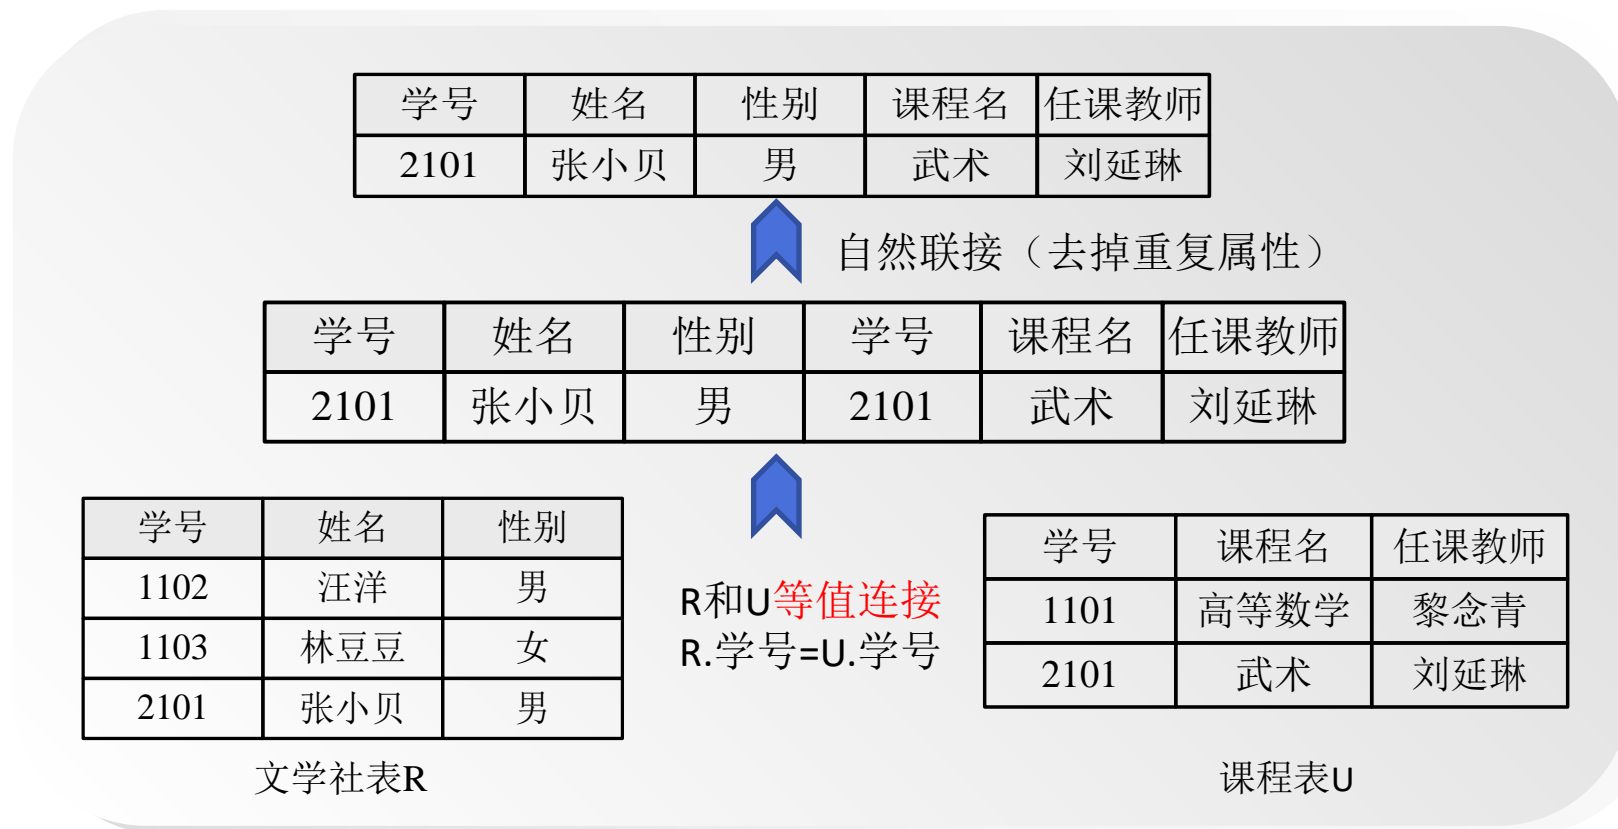 学号 姓名 性别 课程名 任课教师
2101 张小贝 男 武术 刘延琳
自然联接（去掉重复属性）
学号 姓名 性别 学号 课程名 任课教师
2101 张小贝 男 2101 武术 刘延琳
学号 姓名 性别
1102 汪洋 男
1103 林豆豆 女
2101 张小贝 男
文学社表R
R和U等值连接
R.学号=U.学号
学号 课程名 任课教师
1101 高等数学 黎念青
2101 武术 刘延琳
课程表U